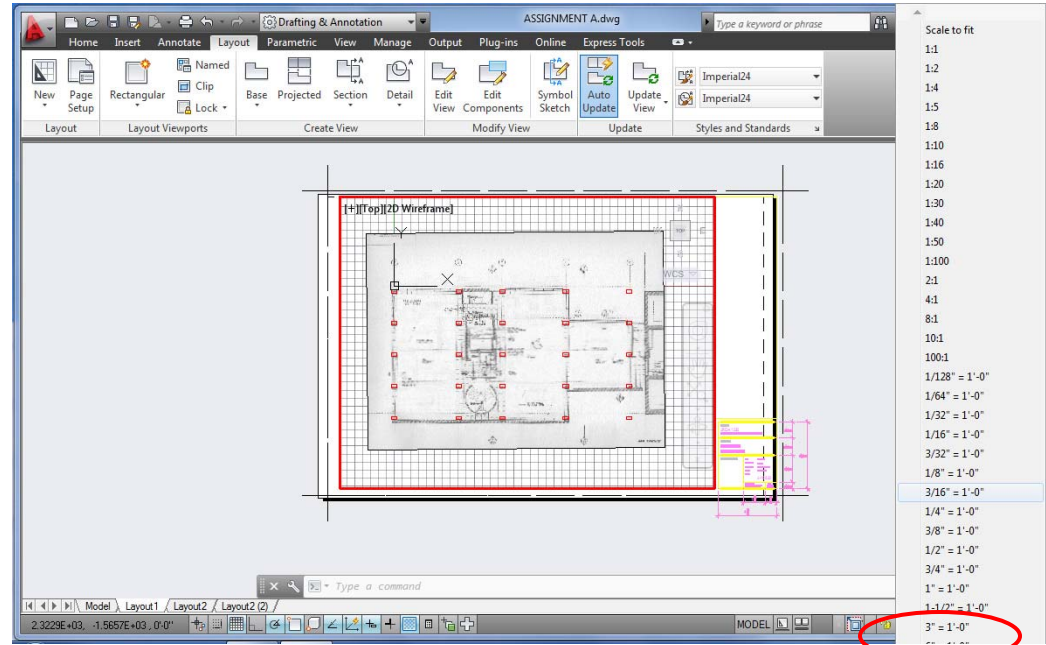 Drafting & Annotation
ASSIGNMENT A.dwg
Type a keyword or phrase
Home Insert Annotate Layout Parametric View Manage Output Plug-ins Online Express Tools
New
Page Setup
Rectangular
Named
Clip
Lock
Base
Projected
Section
Detail
Edit View
Edit Components
Symbol Sketch
Auto Update
Update View
Imperial24
Imperial24
Layout
Layout Viewports
Create View
Modify View
Update
Styles and Standards
[+][Top][2D Wireframe]
TOP
WCS
Y
X
Type a command
Model Layout1 Layout2 Layout2 (2)
2.3229E+03, -1.5657E+03, 0'-0"
MODEL
Scale to fit
1:1
1:2
1:4
1:5
1:8
1:10
1:16
1:20
1:30
1:40
1:50
1:100
2:1
4:1
8:1
10:1
100:1
1/128" = 1'-0"
1/64" = 1'-0"
1/32" = 1'-0"
1/16" = 1'-0"
3/32" = 1'-0"
1/8" = 1'-0"
3/16" = 1'-0"
1/4" = 1'-0"
3/8" = 1'-0"
1/2" = 1'-0"
3/4" = 1'-0"
1" = 1'-0"
1-1/2" = 1'-0"
3" = 1'-0"